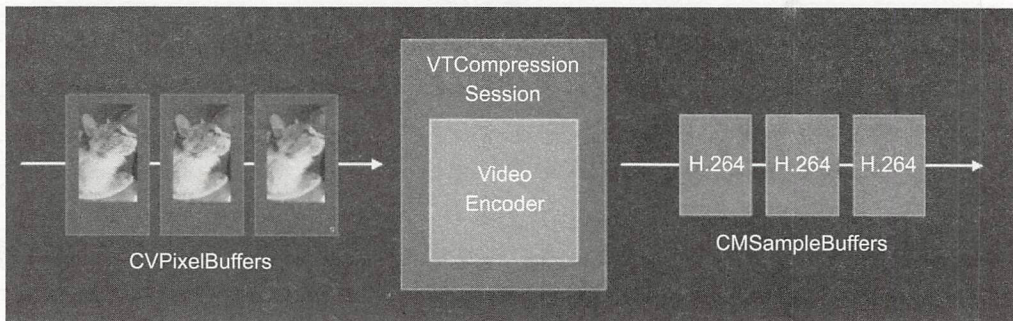 VTCompression
Session
Video
Encoder
H.264 H.264 H.264
CVPixelBuffers
CMSampleBuffers